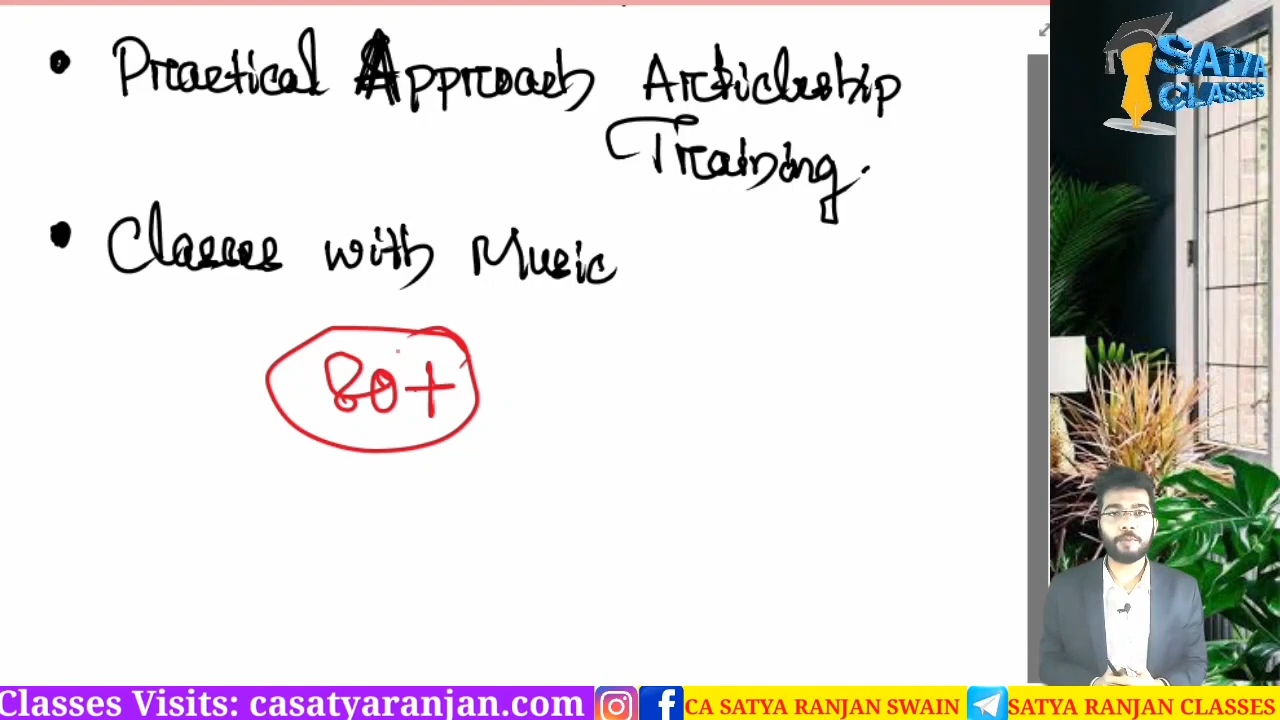 • Practical Approach Articleship
Training.
• Classes with Music
80+
SATYA
CLASSES
Classes Visits: casatyaranjan.com
CA SATYA RANJAN SWAIN
SATYA RANJAN CLASSES